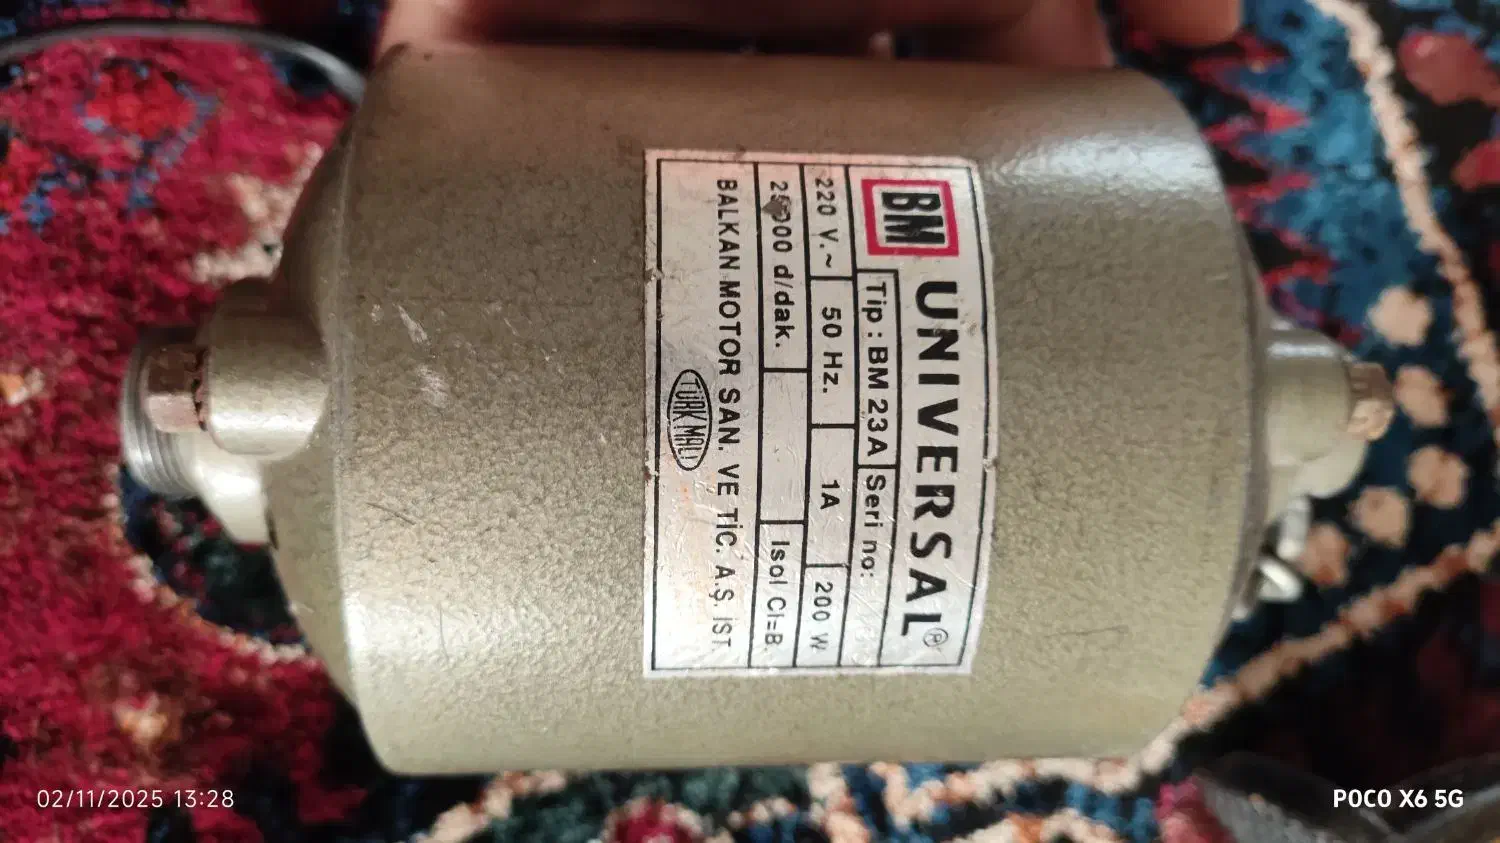 BM UNIVERSAL®
Tip : BM 23A Seri no:
220 V.~ 50 Hz. 1A 200 W
d/dak. Isol Cl=B.
BALKAN MOTOR SAN. VE TİC. A.Ş. İST.
TÜRK MALI
02/11/2025 13:28
POCO X6 5G